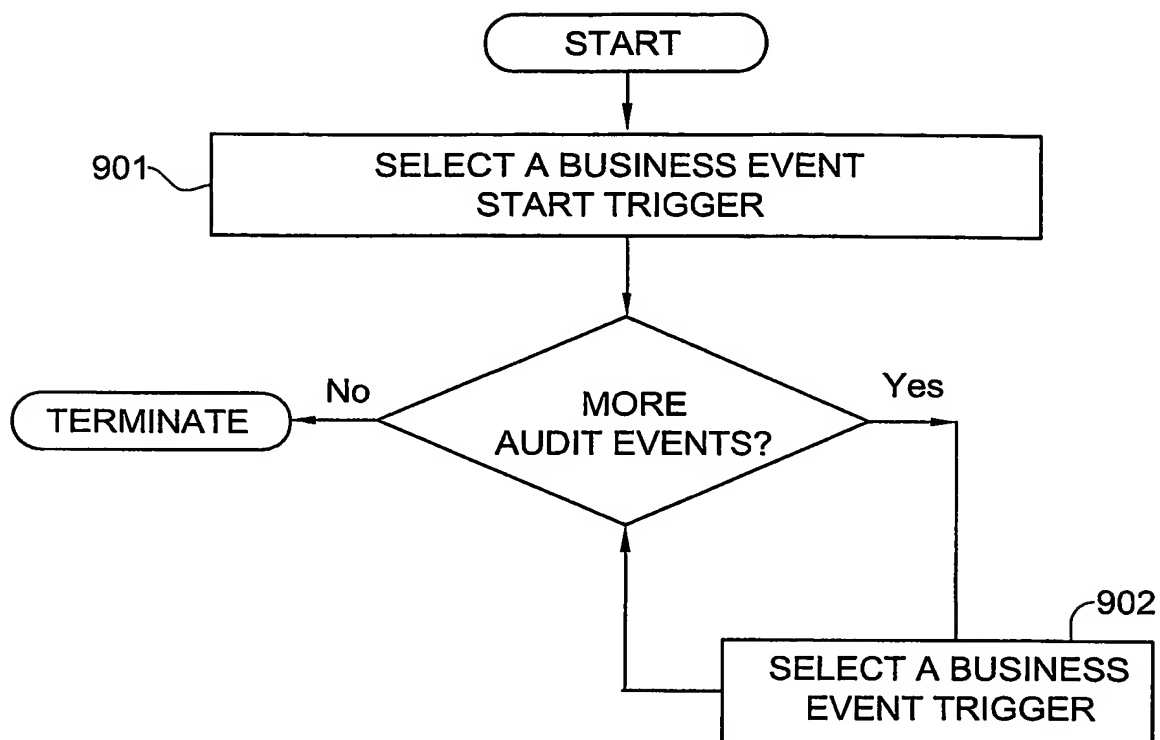 START
901
SELECT A BUSINESS EVENT
START TRIGGER
No
Yes
TERMINATE
MORE
AUDIT EVENTS?
902
SELECT A BUSINESS
EVENT TRIGGER